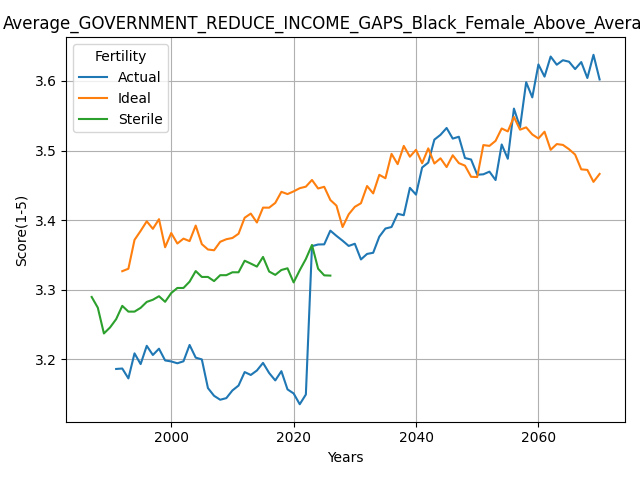 Average_GOVERNMENT_REDUCE_INCOME_GAPS_Black_Female_Above_Avera
Fertility
Actual
Ideal
Sterile
3.6
3.5
3.4
3.3
3.2
Score(1-5)
2000
2020
2040
2060
Years